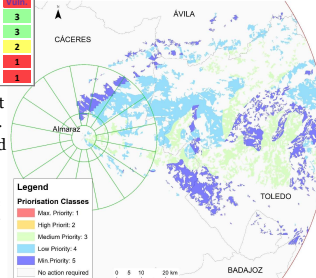 Vuln.
3
3
2
1
1
t
d
ÁVILA
CÁCERES
Almaraz
TOLEDO
BADAJOZ
Legend
Priorisation Classes
Max. Priority: 1
High Priorit: 2
Medium Priority: 3
Low Priority: 4
Min.Priority: 5
No action required
0 5 10 20 km